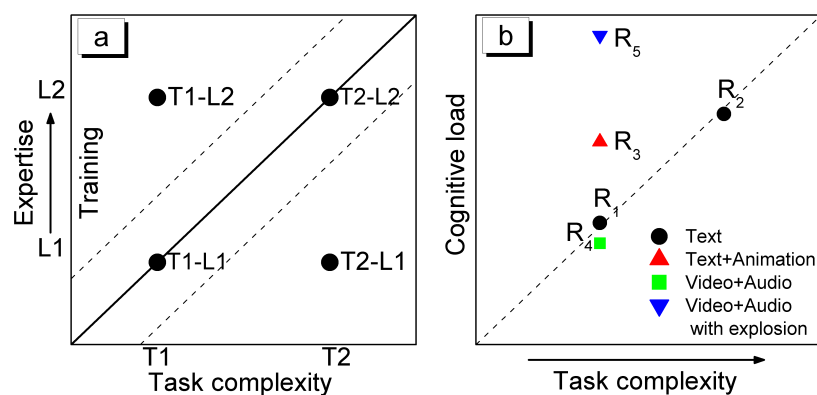 a
L2
L1
Expertise
Training
T1-L2
T2-L2
T1-L1
T2-L1
T1
T2
Task complexity
b
Cognitive load
R5
R2
R3
R1
R4
Text
Text+Animation
Video+Audio
Video+Audio
with explosion
Task complexity